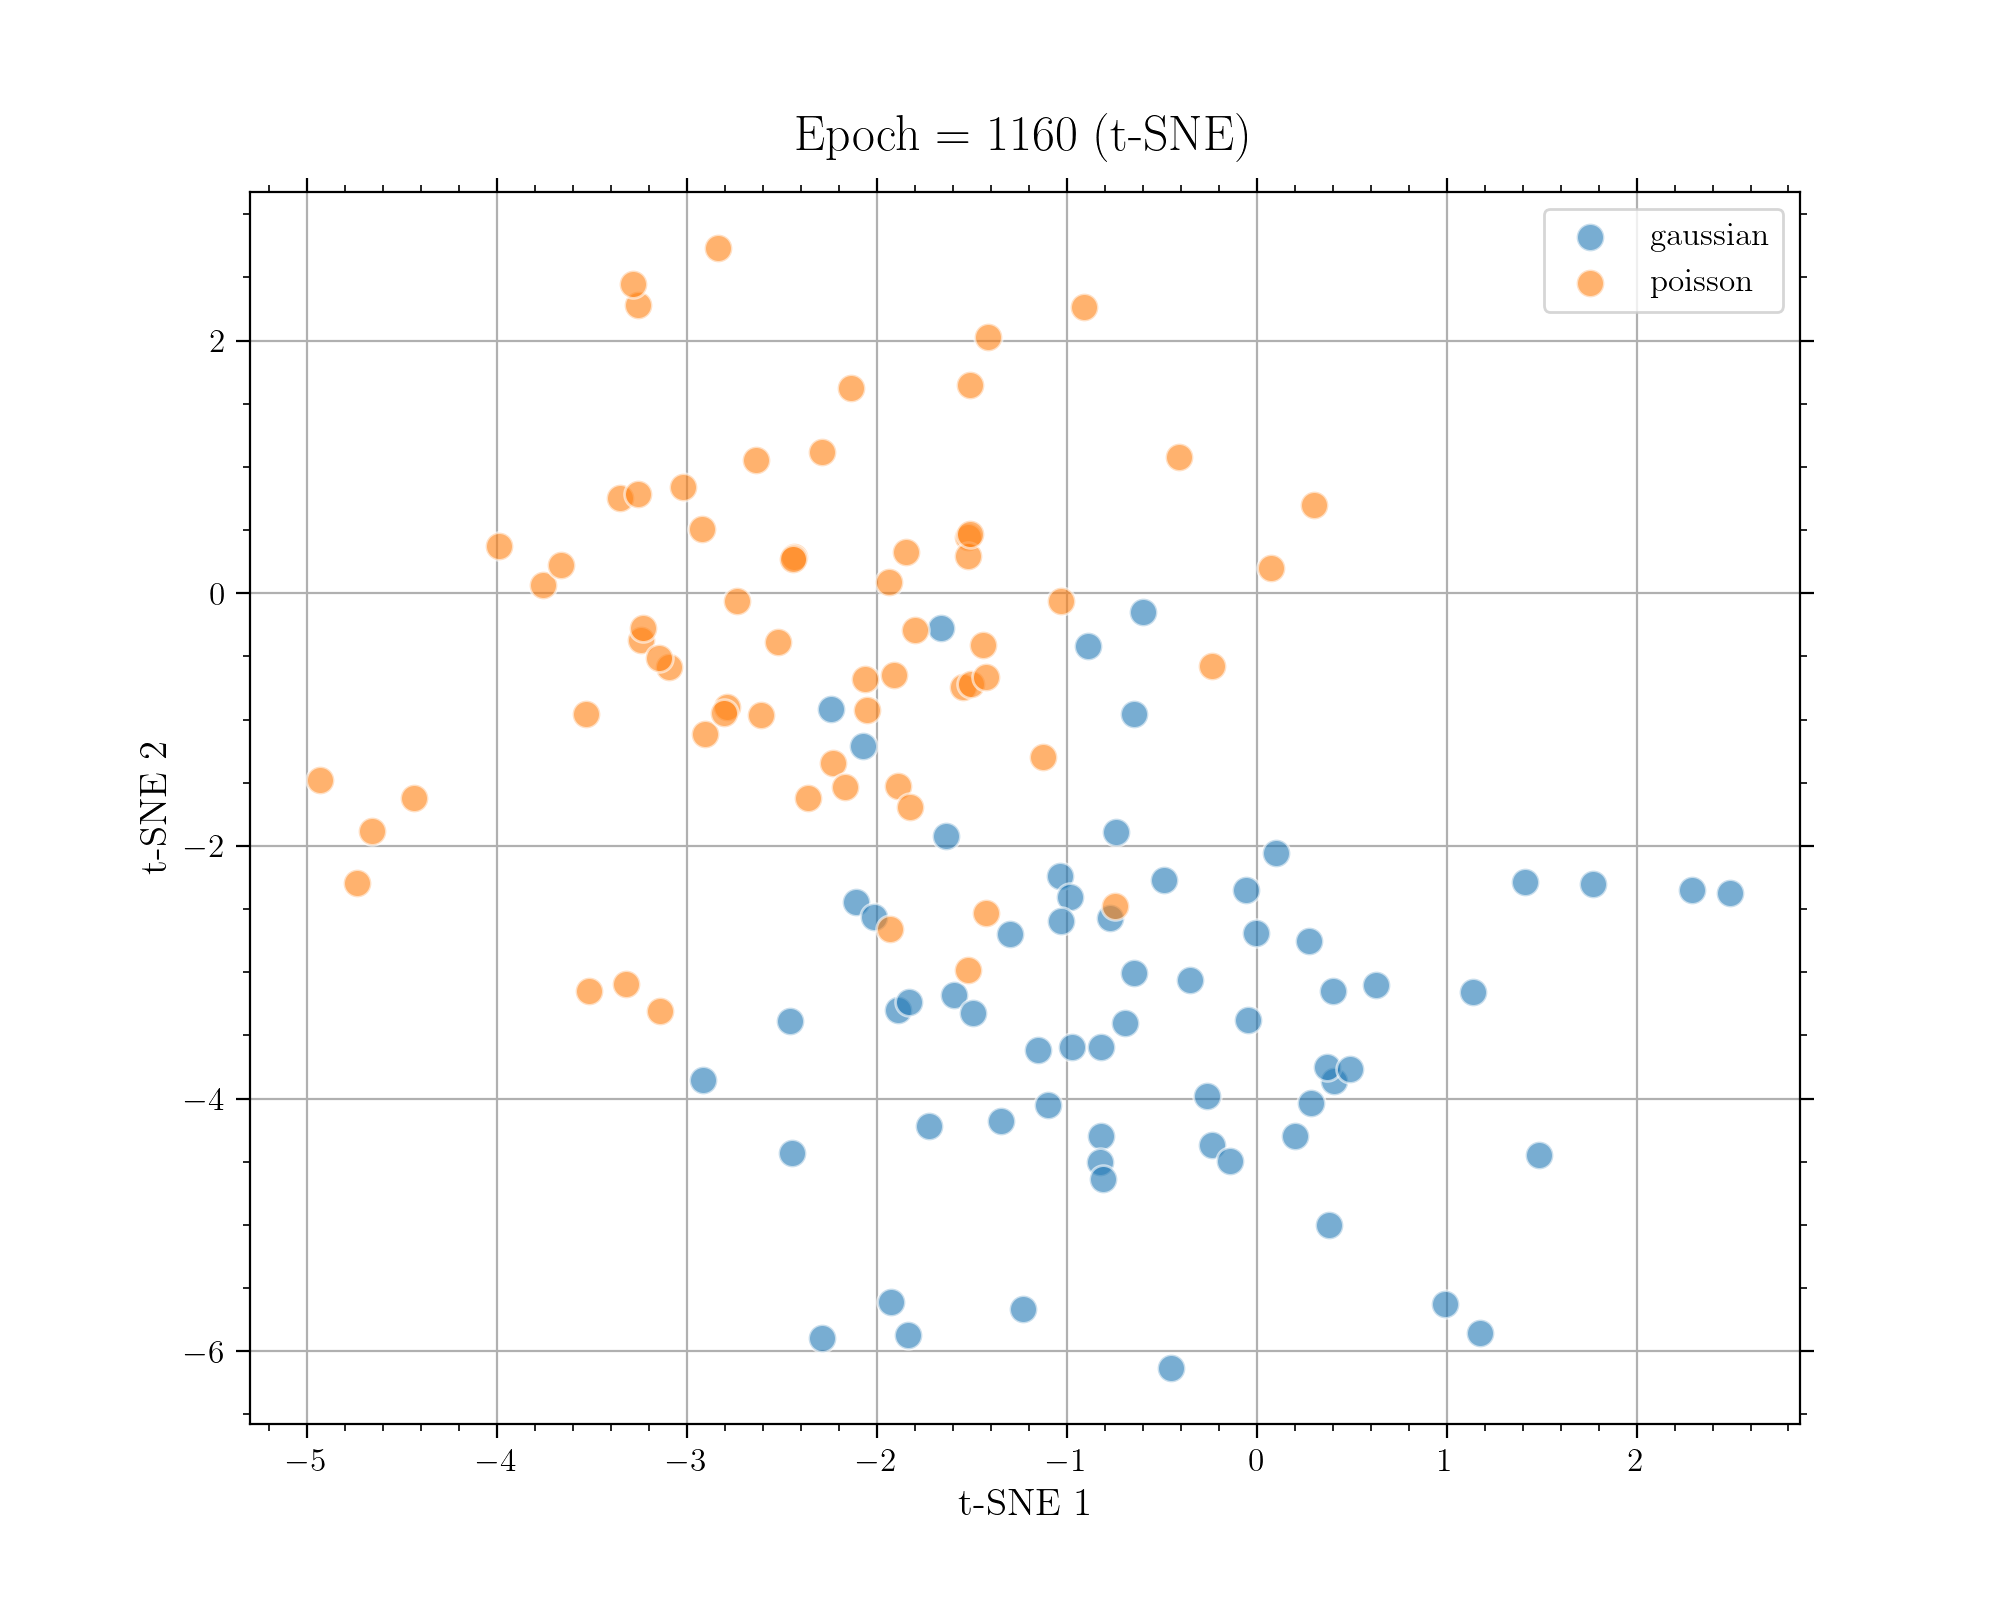 Epoch = 1160 (t-SNE)
gaussian
poisson
2
0
−2
−4
−6
t-SNE 2
−5 −4 −3 −2 −1 0 1 2
t-SNE 1